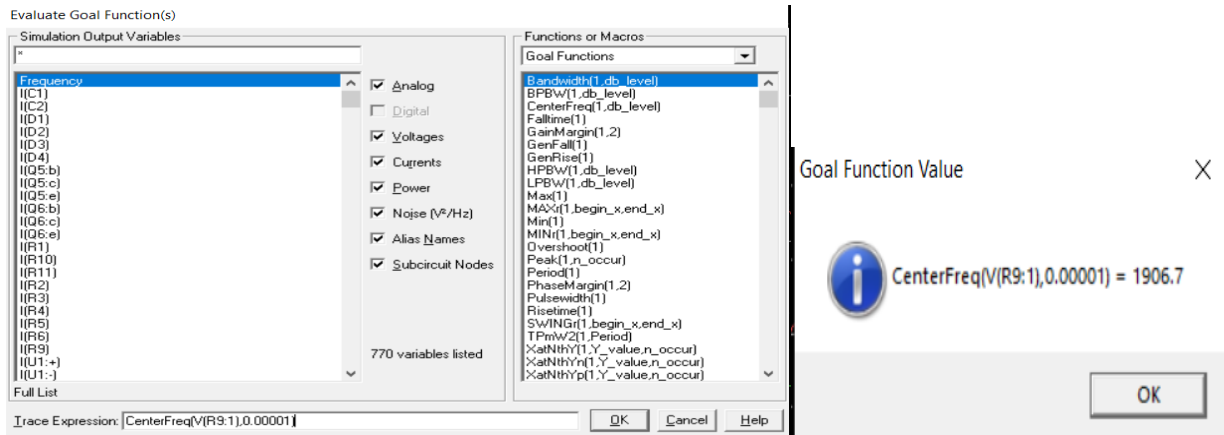 Evaluate Goal Function(s)
Simulation Output Variables
*
Frequency
I(C1)
I(C2)
I(D1)
I(D2)
I(D3)
I(D4)
I(Q5:b)
I(Q5:c)
I(Q5:e)
I(Q6:b)
I(Q6:c)
I(Q6:e)
I(R1)
I(R10)
I(R11)
I(R2)
I(R3)
I(R4)
I(R5)
I(R6)
I(R9)
I(U1:+)
I(U1:-)
Full List
Analog
Digital
Voltages
Currents
Power
Noise (V²/Hz)
Alias Names
Subcircuit Nodes
770 variables listed
Functions or Macros
Goal Functions
Bandwidth(1,db_level)
BPBW(1,db_level)
CenterFreq(1,db_level)
Falltime(1)
GainMargin(1,2)
GenFall(1)
GenRise(1)
HPBW(1,db_level)
LPBW(1,db_level)
Max(1)
MAXr(1,begin_x,end_x)
Min(1)
MINr(1,begin_x,end_x)
Overshoot(1)
Peak(1,n_occur)
Period(1)
PhaseMargin(1,2)
Pulsewidth(1)
Risetime(1)
SWINGr(1,begin_x,end_x)
TPmW2(1,Period)
XatNthY(1,Y_value,n_occur)
XatNthYn(1,Y_value,n_occur)
XatNthYp(1,Y_value,n_occur)
Trace Expression: CenterFreq(V(R9:1),0.00001)
OK
Cancel
Help
Goal Function Value
CenterFreq(V(R9:1),0.00001) = 1906.7
OK